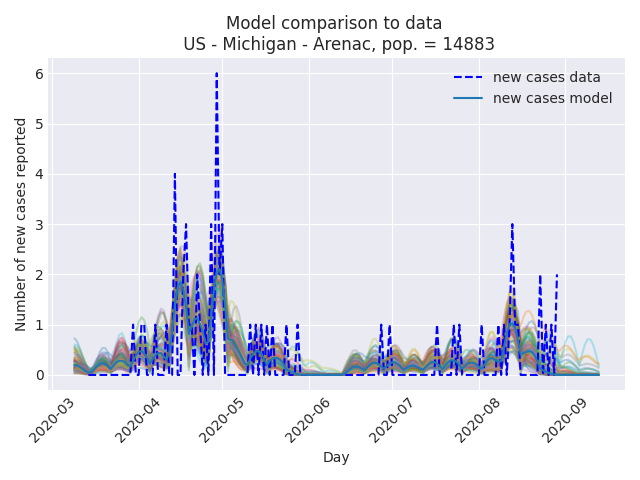 Model comparison to data
US - Michigan - Arenac, pop. = 14883
Number of new cases reported
6
5
4
3
2
1
0
new cases data
new cases model
2020-03
2020-04
2020-05
2020-06
2020-07
2020-08
2020-09
Day